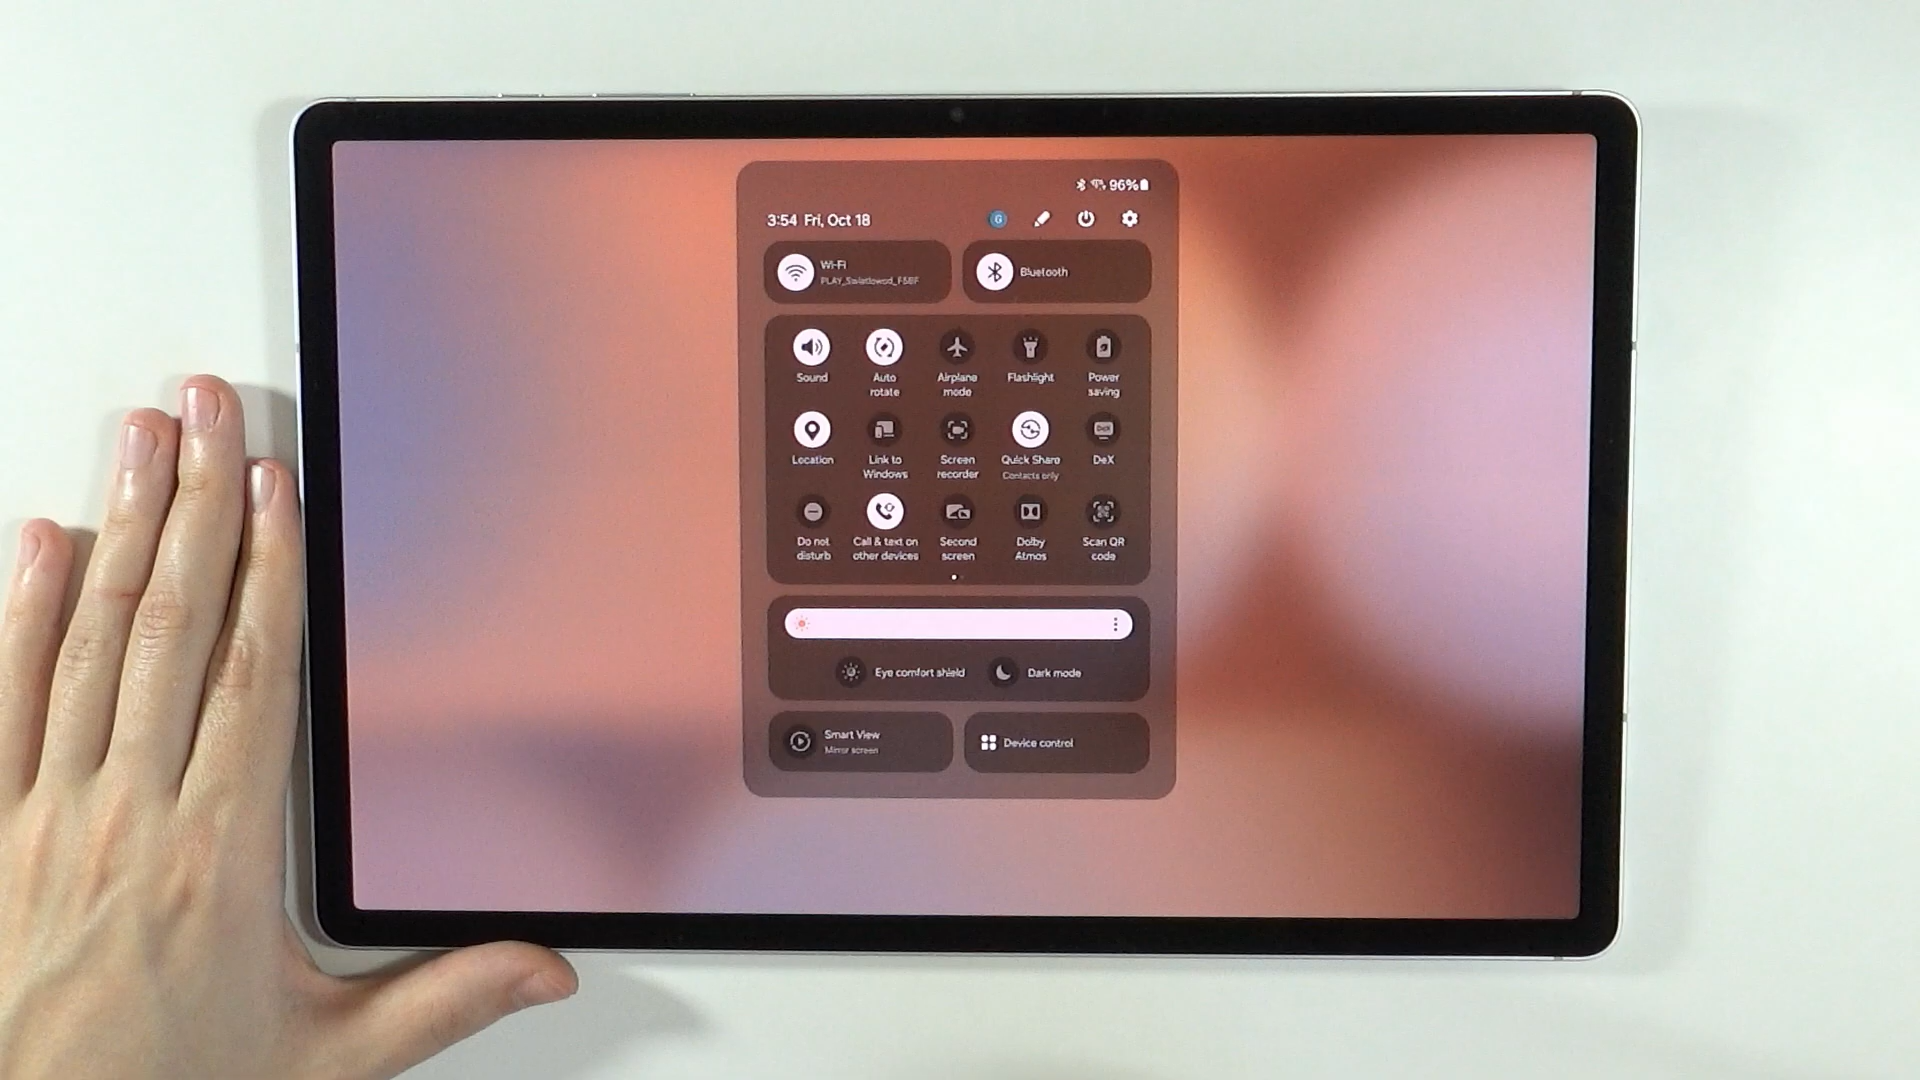 96%
3:54 Fri, Oct 18
G
Wi-Fi
PLAY_Swiatlowod_F5BF
Bluetooth
Sound
Auto
rotate
Airplane
mode
Flashlight
Power
saving
Location
Link to
Windows
Screen
recorder
Quick Share
Contacts only
DeX
DeX
Do not
disturb
Call & text on
other devices
Second
screen
Dolby
Atmos
Scan QR
code
Eye comfort shield
Dark mode
Smart View
Mirror screen
Device control